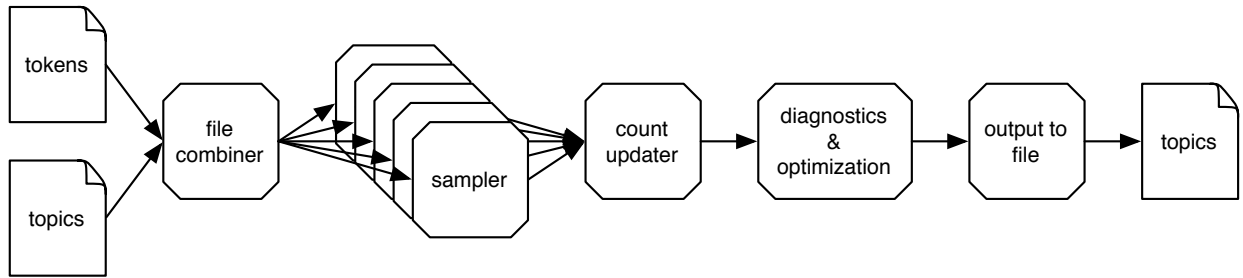 tokens
topics
file
combiner
sampler
count
updater
diagnostics
&
optimization
output to
file
topics